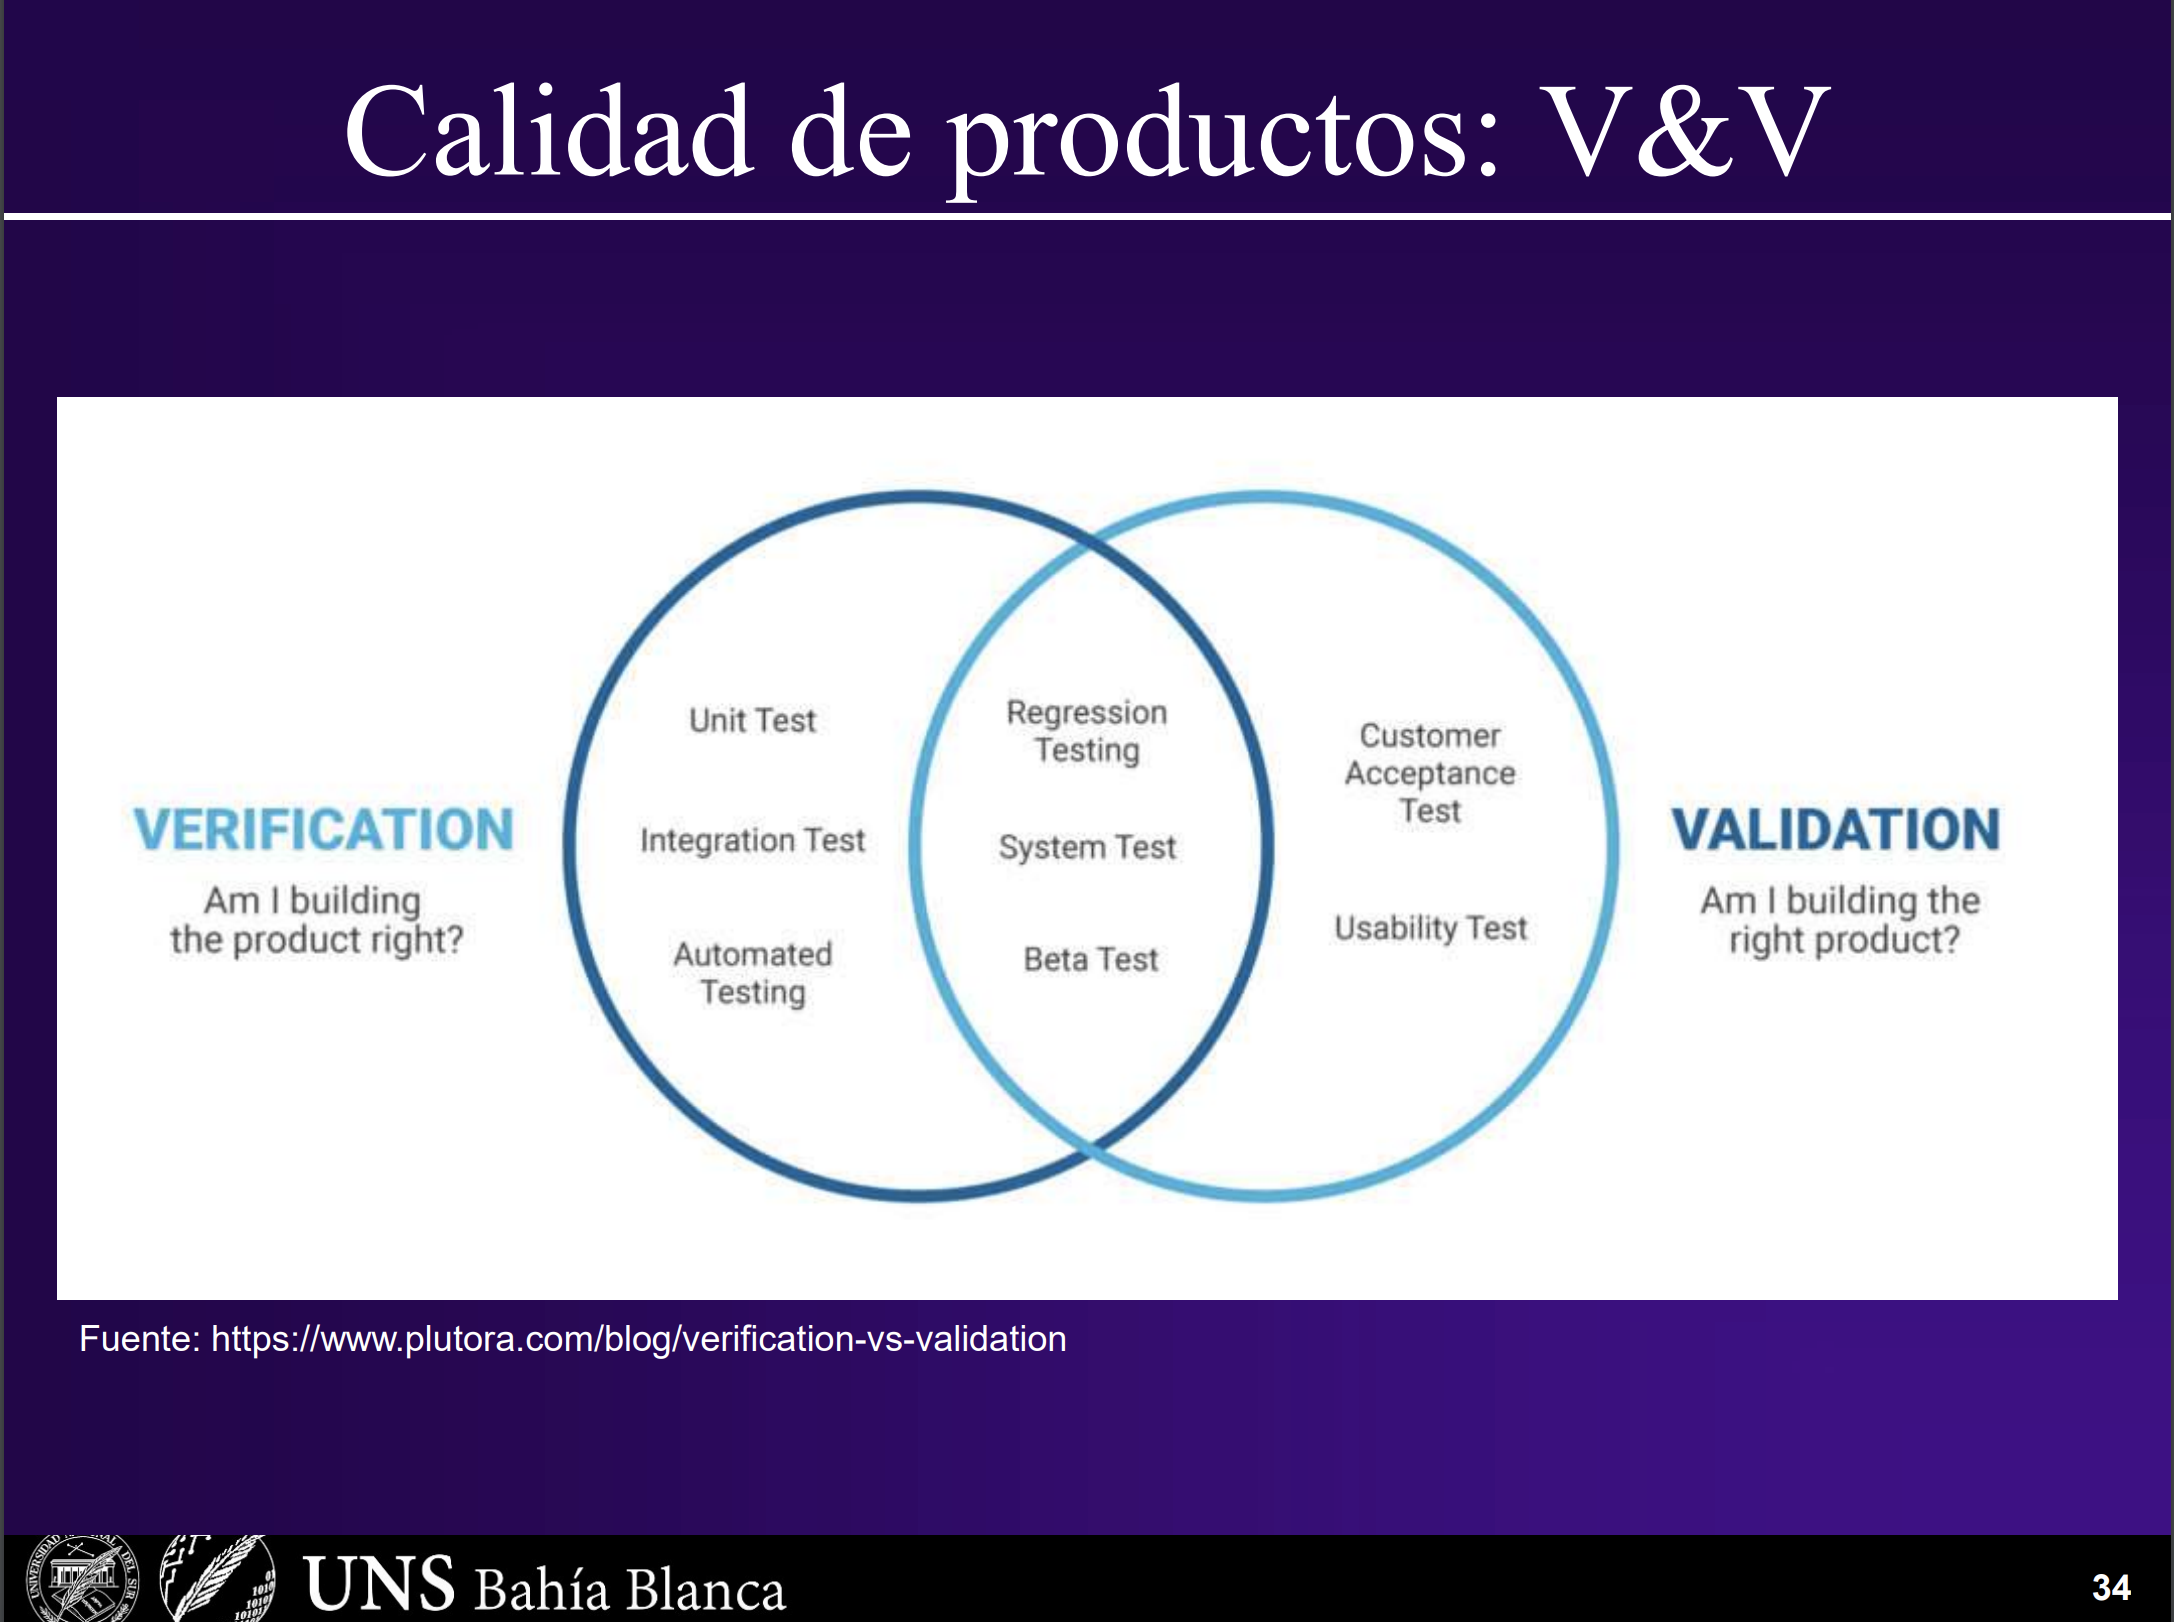 Calidad de productos: V&V
VERIFICATION
Am I building
the product right?
Unit Test
Integration Test
Automated
Testing
Regression
Testing
System Test
Beta Test
Customer
Acceptance
Test
Usability Test
VALIDATION
Am I building the
right product?
Fuente: https://www.plutora.com/blog/verification-vs-validation
UNS Bahía Blanca
34